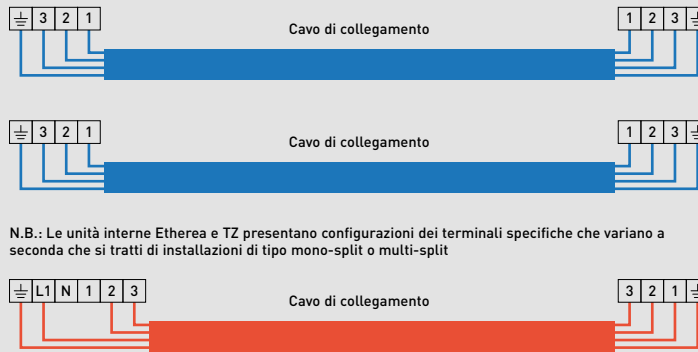 ⏚ 3 2 1 Cavo di collegamento 1 2 3 ⏚
⏚ 3 2 1 Cavo di collegamento 1 2 3 ⏚
N.B.: Le unità interne Etherea e TZ presentano configurazioni dei terminali specifiche che variano a
seconda che si tratti di installazioni di tipo mono-split o multi-split
⏚ L1 N 1 2 3 Cavo di collegamento 3 2 1 ⏚